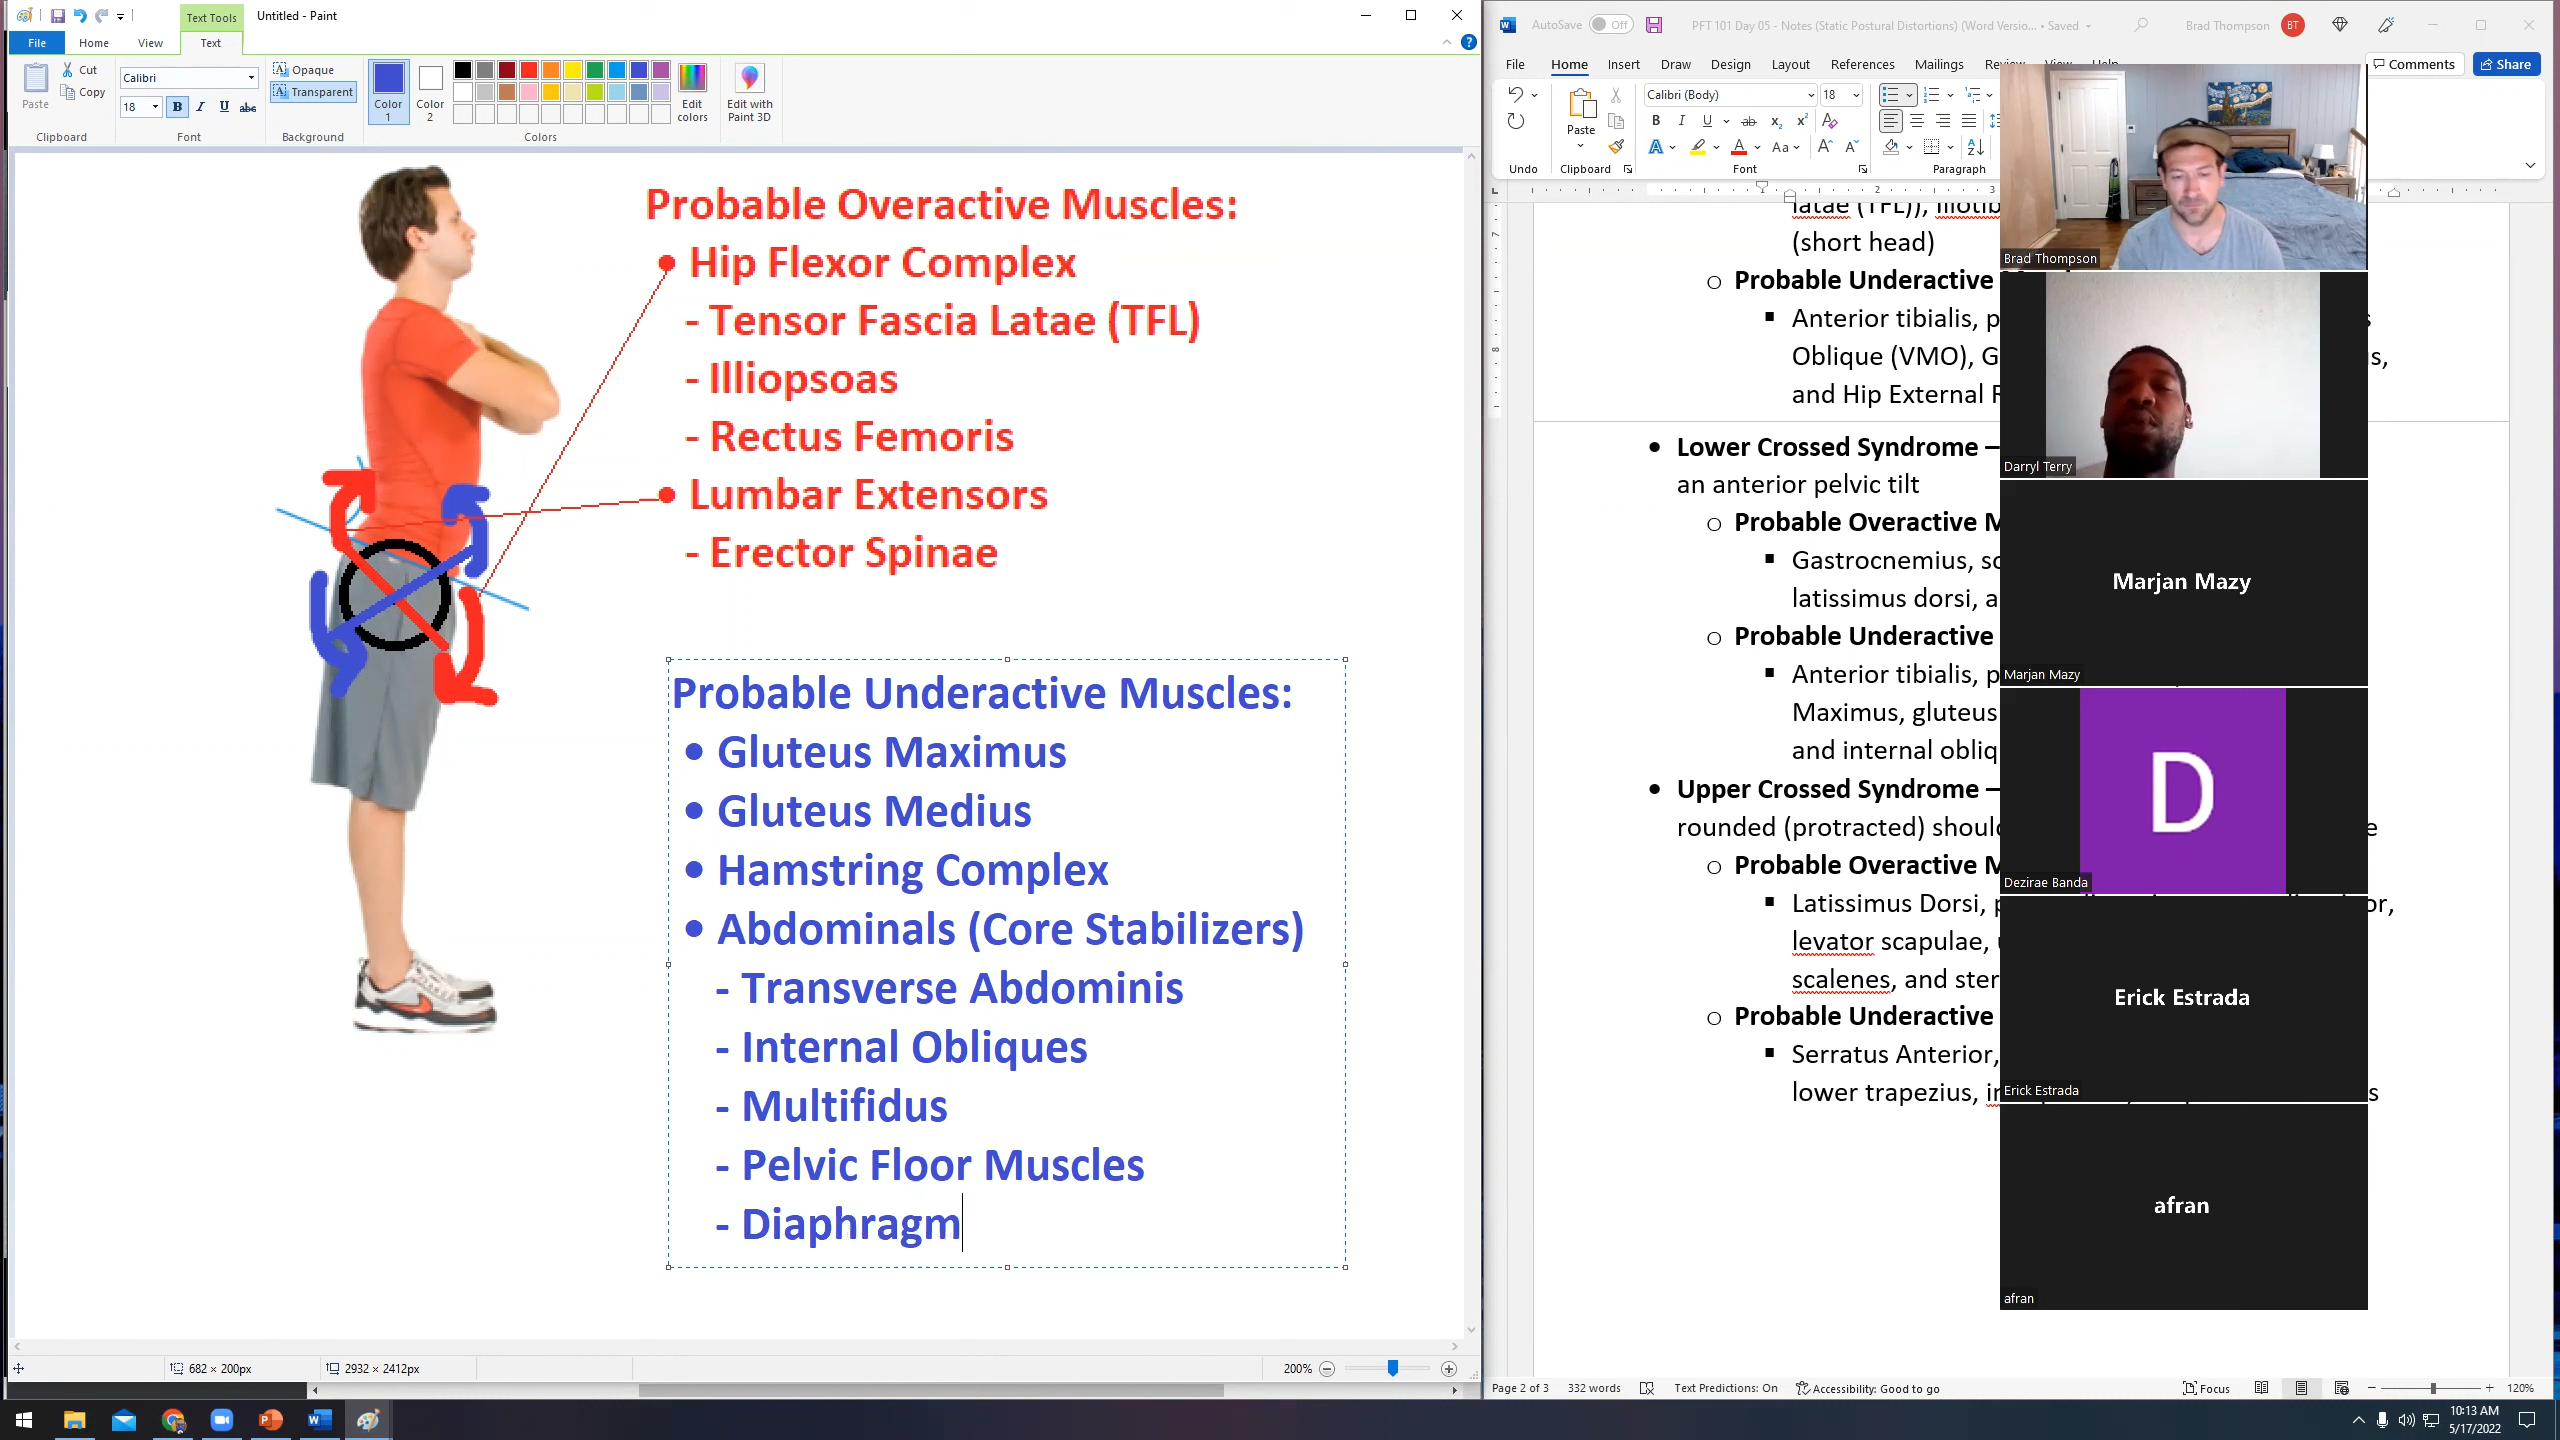 Text Tools
Untitled - Paint
File
Home
View
Text
Paste
Cut
Copy
Clipboard
Calibri
18
B
I
U
abc
Font
Opaque
Transparent
Background
Color 1
Color 2
Edit colors
Edit with Paint 3D
Colors
Probable Overactive Muscles:
• Hip Flexor Complex
- Tensor Fascia Latae (TFL)
- Illiopsoas
- Rectus Femoris
• Lumbar Extensors
- Erector Spinae
Probable Underactive Muscles:
• Gluteus Maximus
• Gluteus Medius
• Hamstring Complex
• Abdominals (Core Stabilizers)
- Transverse Abdominis
- Internal Obliques
- Multifidus
- Pelvic Floor Muscles
- Diaphragm
682 × 200px
2932 × 2412px
200%
AutoSave
Off
PFT 101 Day 05 - Notes (Static Postural Distortions) (Word Versio... • Saved
Brad Thompson
BT
File
Home
Insert
Draw
Design
Layout
References
Mailings
Review
View
Help
Comments
Share
Undo
Paste
Clipboard
Calibri (Body)
18
Font
Paragraph
latae (TFL)),
(short head)
o Probable Underactive
▪ Anterior tibialis,
Oblique (VMO),
and Hip External
• Lower Crossed Syndrome –
an anterior pelvic tilt
o Probable Overactive
▪ Gastrocnemius,
latissimus dorsi,
o Probable Underactive
▪ Anterior tibialis,
Maximus, gluteus
and internal
• Upper Crossed Syndrome –
rounded (protracted)
o Probable Overactive
▪ Latissimus Dorsi,
levator scapulae,
scalenes, and
o Probable Underactive
▪ Serratus Anterior,
lower trapezius,
Brad Thompson
Darryl Terry
Marjan Mazy
Marjan Mazy
D
Dezirae Banda
Erick Estrada
Erick Estrada
afran
afran
Page 2 of 3
332 words
Text Predictions: On
Accessibility: Good to go
Focus
120%
10:13 AM
5/17/2022